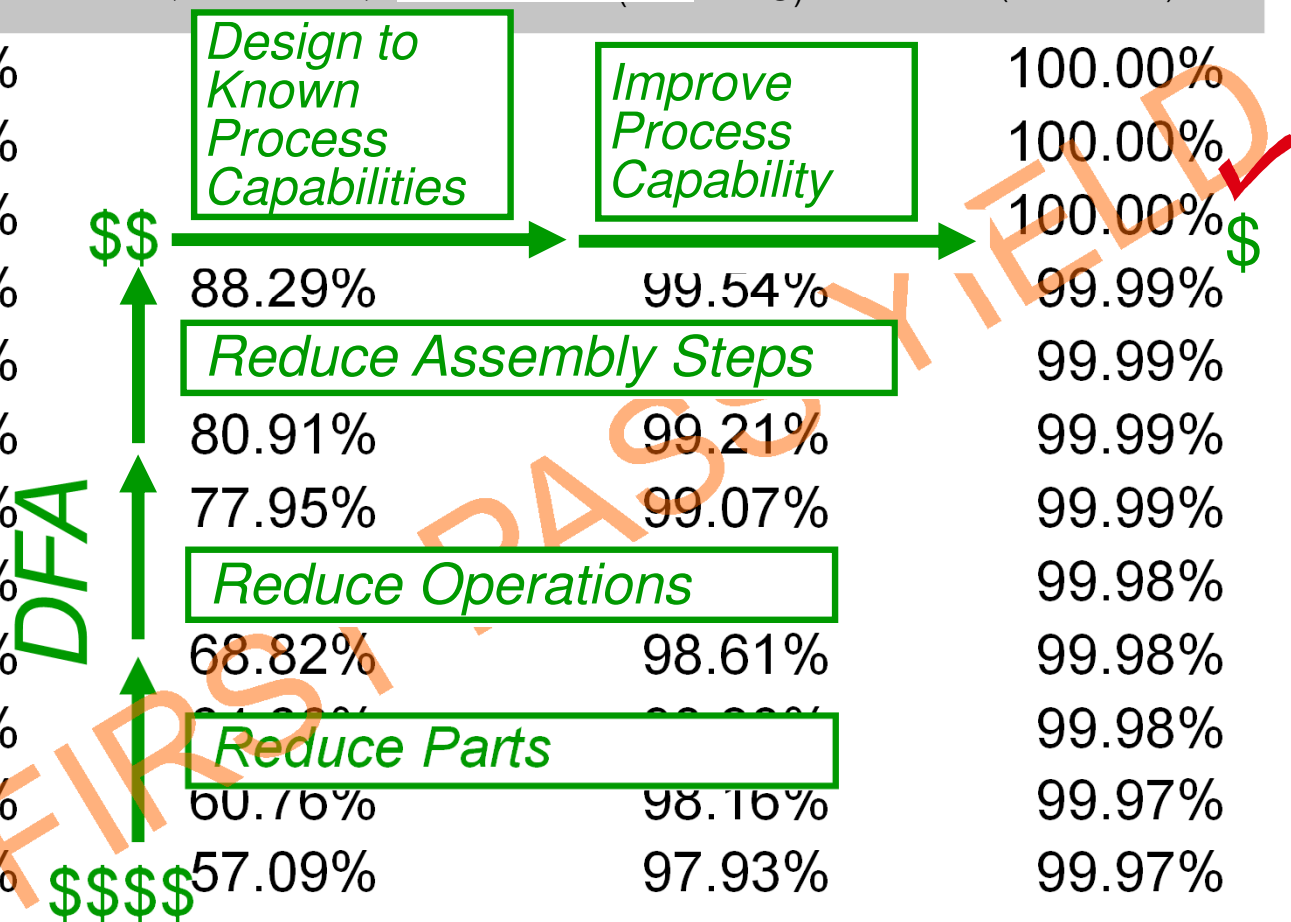 Design to
Known
Process
Capabilities
Improve
Process
Capability
100.00%
100.00%
100.00%
$$
$
88.29% 99.54% 99.99%
Reduce Assembly Steps
99.99%
80.91% 99.21% 99.99%
77.95% 99.07% 99.99%
DFA
Reduce Operations
99.98%
68.82% 98.61% 99.98%
99.98%
Reduce Parts
60.76% 98.16% 99.97%
$$$$
57.09% 97.93% 99.97%
FIRST PASS YIELD
%
%
%
%
%
%
%
%
%
%
%
%